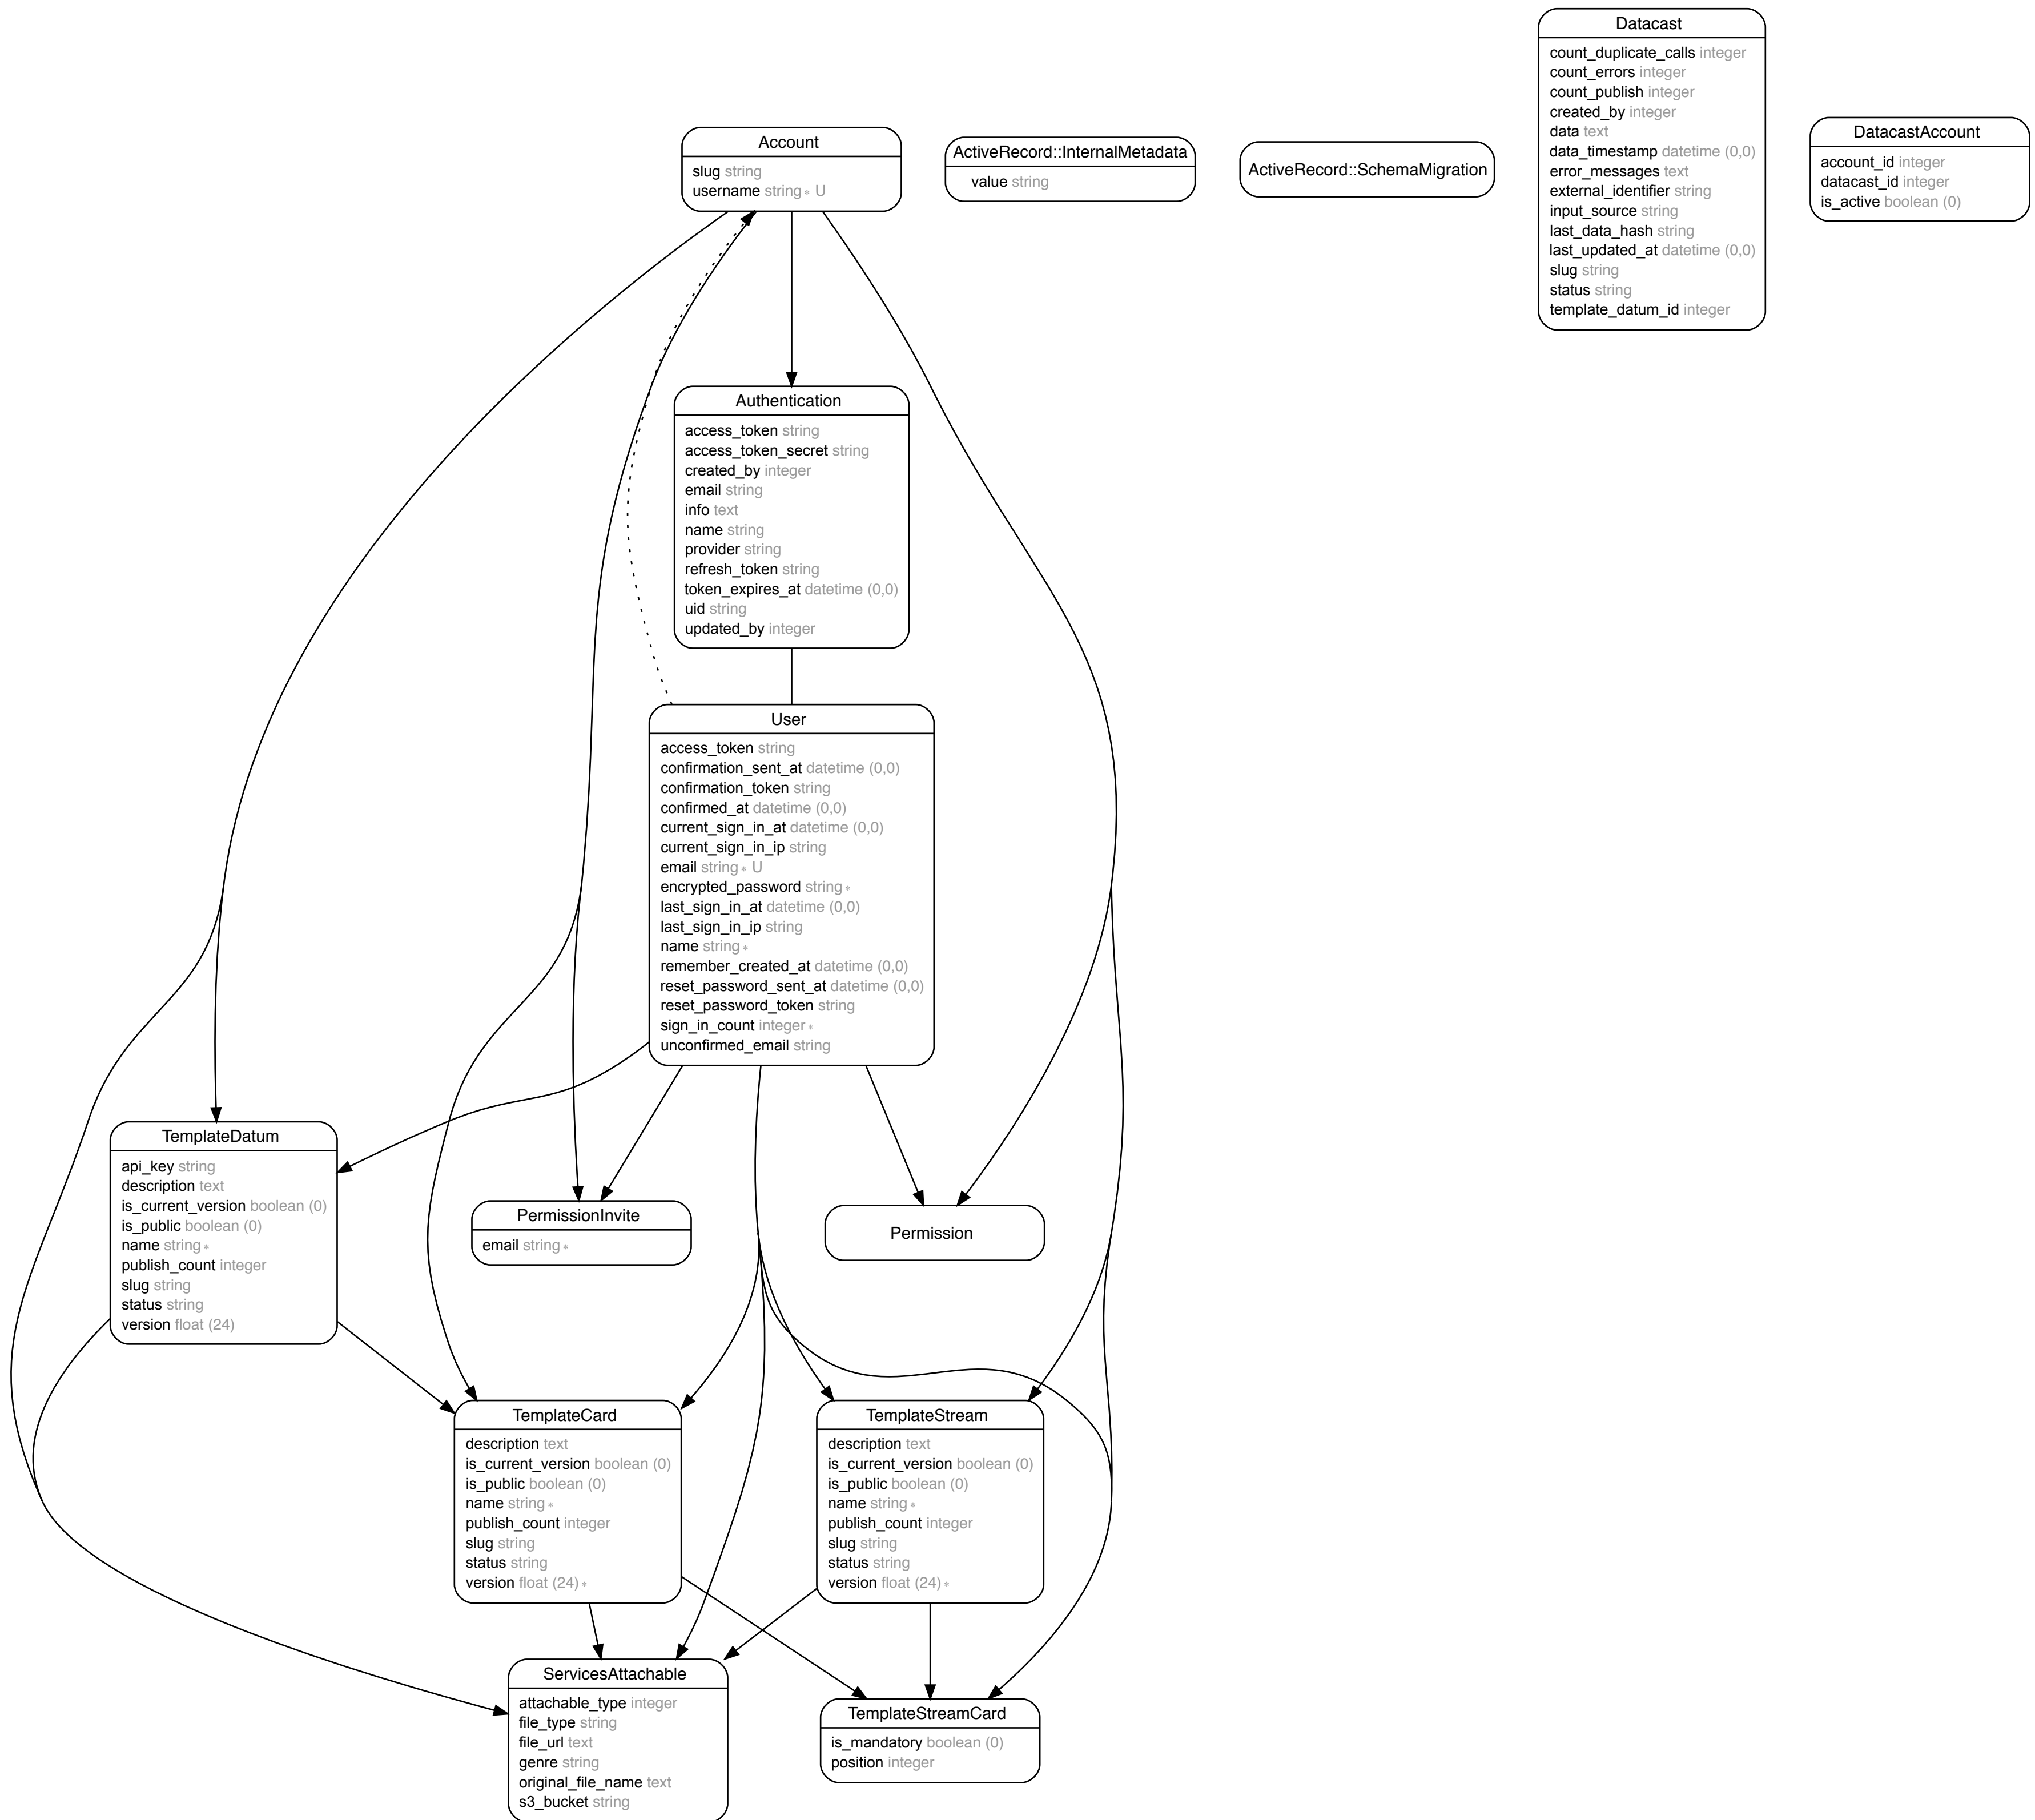 Datacast
count_duplicate_calls integer
count_errors integer
count_publish integer
created_by integer
data text
data_timestamp datetime (0,0)
error_messages text
external_identifier string
input_source string
last_data_hash string
last_updated_at datetime (0,0)
slug string
status string
template_datum_id integer
Account
slug string
username string ∗ U
ActiveRecord::InternalMetadata
value string
ActiveRecord::SchemaMigration
DatacastAccount
account_id integer
datacast_id integer
is_active boolean (0)
Authentication
access_token string
access_token_secret string
created_by integer
email string
info text
name string
provider string
refresh_token string
token_expires_at datetime (0,0)
uid string
updated_by integer
User
access_token string
confirmation_sent_at datetime (0,0)
confirmation_token string
confirmed_at datetime (0,0)
current_sign_in_at datetime (0,0)
current_sign_in_ip string
email string ∗ U
encrypted_password string ∗
last_sign_in_at datetime (0,0)
last_sign_in_ip string
name string ∗
remember_created_at datetime (0,0)
reset_password_sent_at datetime (0,0)
reset_password_token string
sign_in_count integer ∗
unconfirmed_email string
TemplateDatum
api_key string
description text
is_current_version boolean (0)
is_public boolean (0)
name string ∗
publish_count integer
slug string
status string
version float (24)
PermissionInvite
email string ∗
Permission
TemplateCard
description text
is_current_version boolean (0)
is_public boolean (0)
name string ∗
publish_count integer
slug string
status string
version float (24) ∗
TemplateStream
description text
is_current_version boolean (0)
is_public boolean (0)
name string ∗
publish_count integer
slug string
status string
version float (24) ∗
ServicesAttachable
attachable_type integer
file_type string
file_url text
genre string
original_file_name text
s3_bucket string
TemplateStreamCard
is_mandatory boolean (0)
position integer